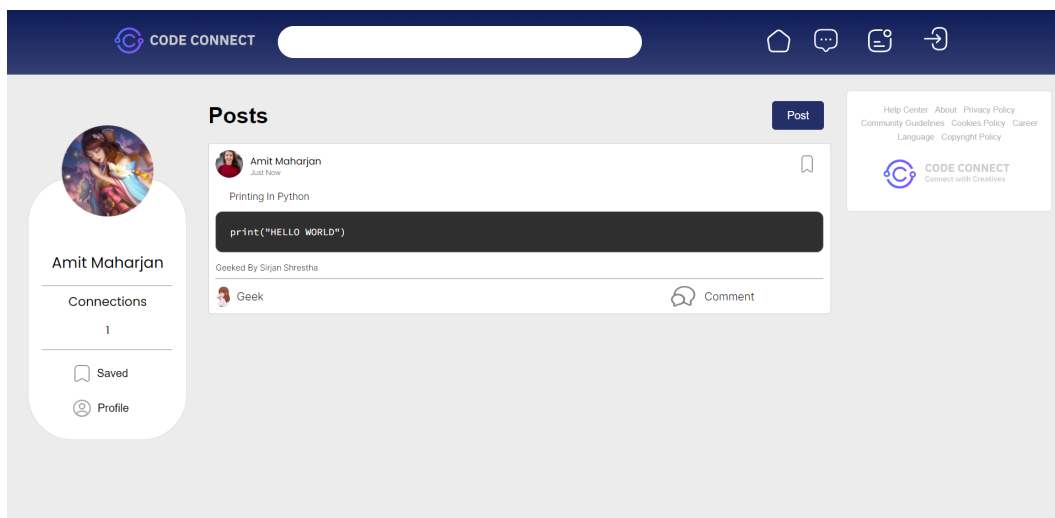 CODE CONNECT
Posts
Post
Amit Maharjan
Just Now
Printing In Python
print("HELLO WORLD")
Geeked By Sirjan Shrestha
Geek
Comment
Amit Maharjan
Connections
1
Saved
Profile
Help Center About Privacy Policy
Community Guidelines Cookies Policy Career
Language Copyright Policy
CODE CONNECT
Connect with Creatives